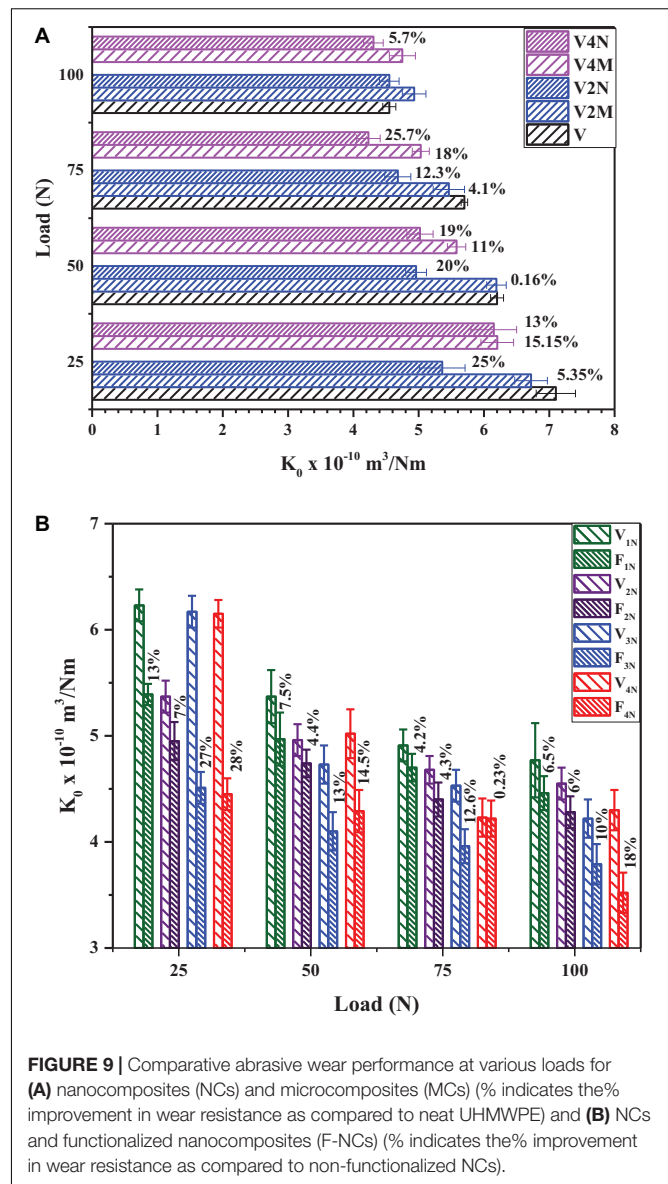 A
5.7%
25.7%
18%
12.3%
4.1%
19%
11%
20%
0.16%
13%
15.15%
25%
5.35%
V4N
V4M
V2N
V2M
V
100
75
50
25
Load (N)
0 1 2 3 4 5 6 7 8
K0 x 10-10 m3/Nm
B
7
6
5
4
3
K0 x 10-10 m3/Nm
13%
7%
27%
28%
7.5%
4.4%
13%
14.5%
4.2%
4.3%
12.6%
0.23%
6.5%
6%
10%
18%
V1N
F1N
V2N
F2N
V3N
F3N
V4N
F4N
25 50 75 100
Load (N)
FIGURE 9 | Comparative abrasive wear performance at various loads for
(A) nanocomposites (NCs) and microcomposites (MCs) (% indicates the%
improvement in wear resistance as compared to neat UHMWPE) and (B) NCs
and functionalized nanocomposites (F-NCs) (% indicates the% improvement
in wear resistance as compared to non-functionalized NCs).